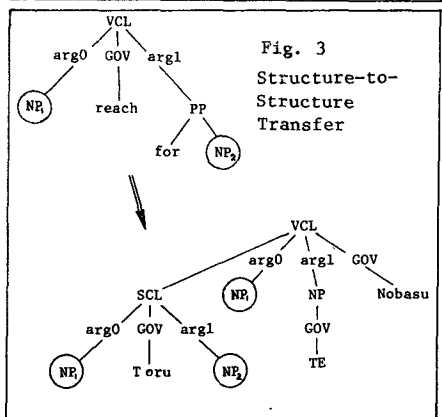 VCL
Fig. 3
arg0 GOV arg1
Structure-to-
Structure
Transfer
NP₁ reach PP
for NP₂
VCL
arg0 arg1 GOV
SCL NP₁ NP Nobasu
arg0 GOV arg1 GOV
NP₁ Toru NP₂ TE